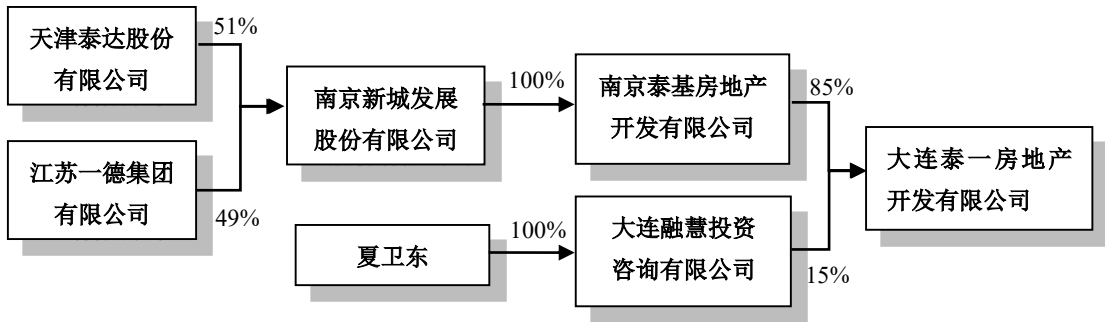 天津泰达股份
有限公司
51%
江苏一德集团
有限公司
49%
南京新城发展
股份有限公司
100%
南京泰基房地产
开发有限公司
85%
夏卫东
100%
大连融慧投资
咨询有限公司
15%
大连泰一房地产
开发有限公司